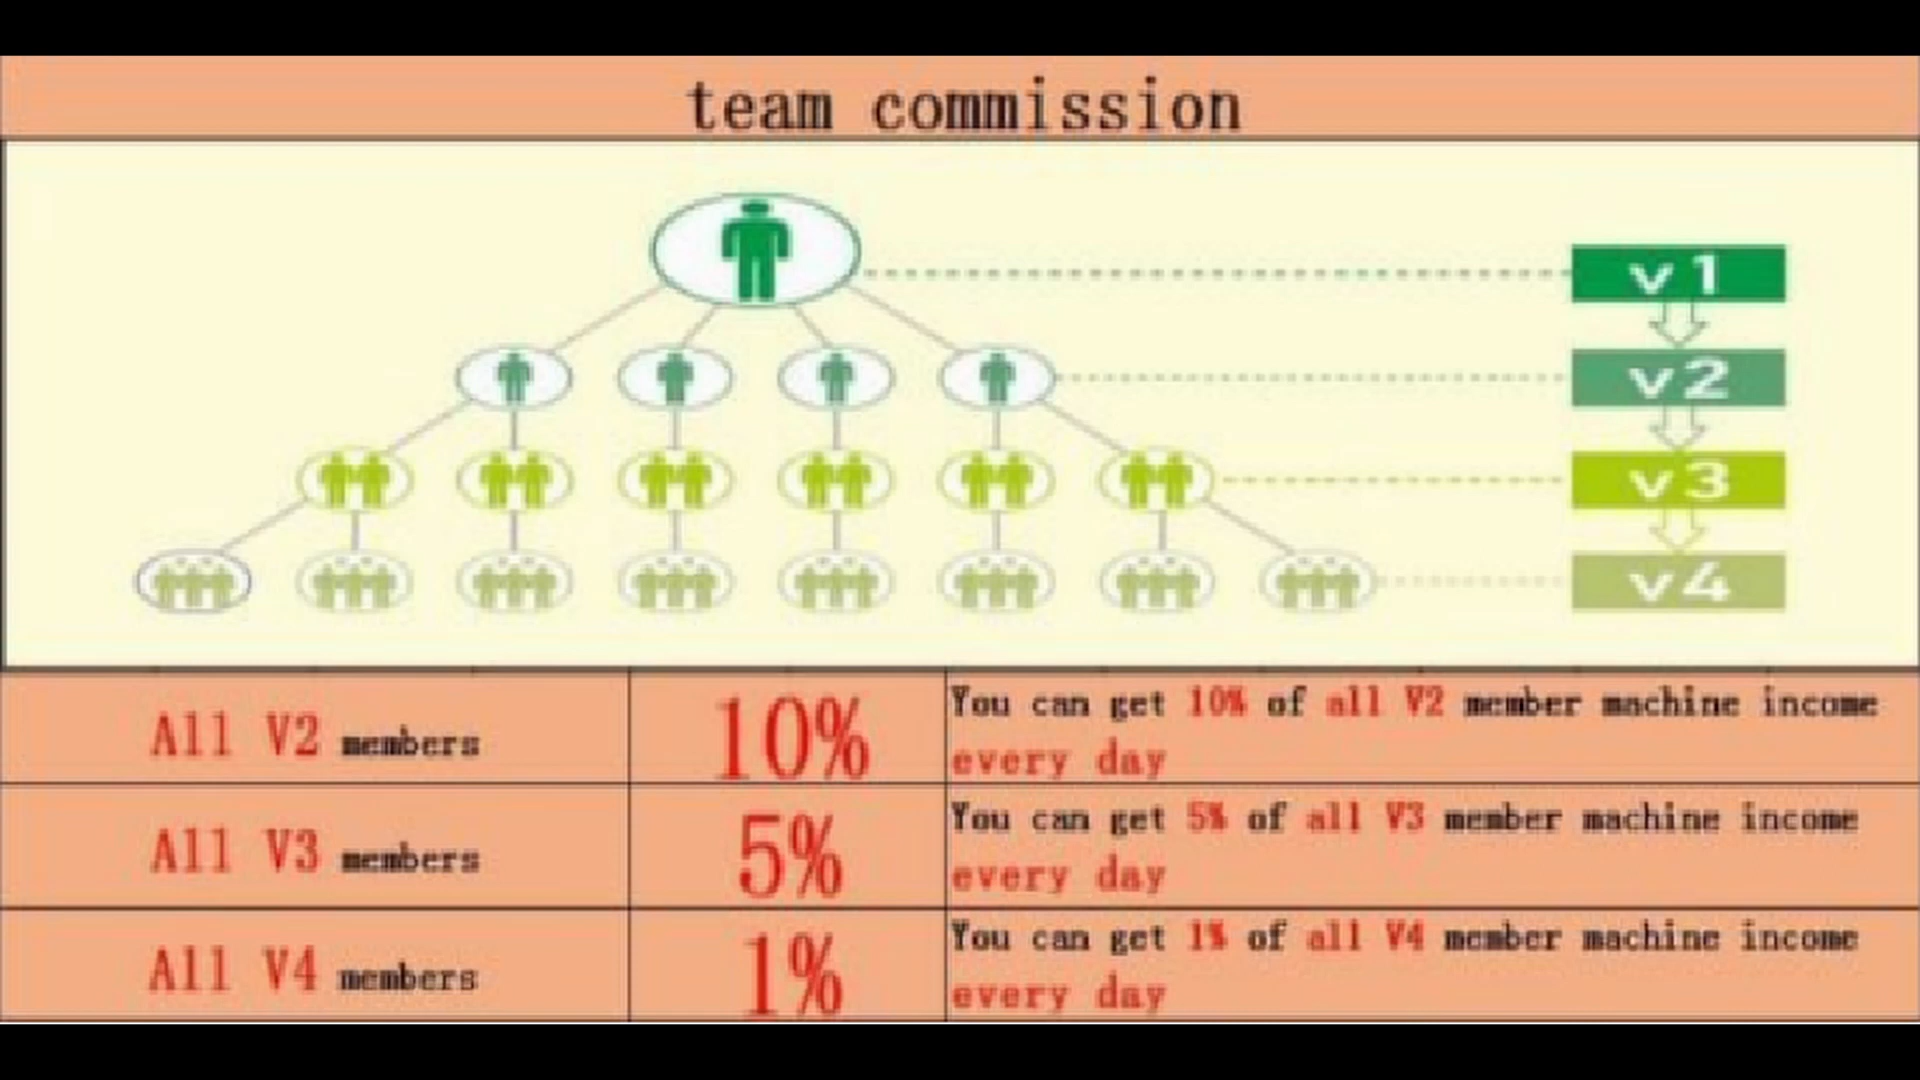 team commission
v1
v2
v3
v4
All V2 members
10%
You can get 10% of all V2 member machine income
every day
All V3 members
5%
You can get 5% of all V3 member machine income
every day
All V4 members
1%
You can get 1% of all V4 member machine income
every day